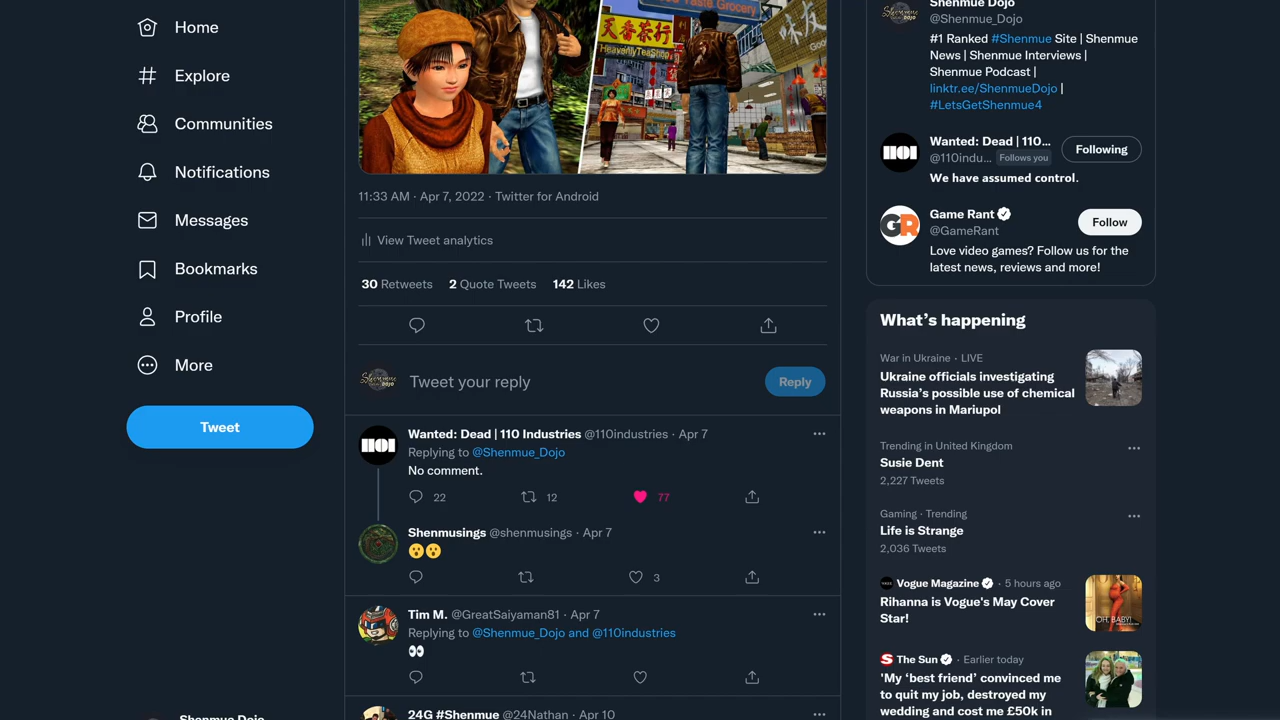 Home
Explore
Communities
Notifications
Messages
Bookmarks
Profile
More
Tweet
Taste Grocery
天香茶行
HeavenlyTeaShop
11:33 AM · Apr 7, 2022 · Twitter for Android
View Tweet analytics
30 Retweets 2 Quote Tweets 142 Likes
Tweet your reply
Reply
Wanted: Dead | 110 Industries @110industries · Apr 7
Replying to @Shenmue_Dojo
No comment.
22 12 77
Shenmusings @shenmusings · Apr 7
😮😮
3
Tim M. @GreatSaiyaman81 · Apr 7
Replying to @Shenmue_Dojo and @110industries
👀
24G #Shenmue @24Nathan · Apr 10
Shenmue Dojo
@Shenmue_Dojo
#1 Ranked #Shenmue Site | Shenmue
News | Shenmue Interviews |
Shenmue Podcast |
linktr.ee/ShenmueDojo |
#LetsGetShenmue4
Wanted: Dead | 110...
@110indu... Follows you
Following
We have assumed control.
Game Rant
@GameRant
Follow
Love video games? Follow us for the
latest news, reviews and more!
What's happening
War in Ukraine · LIVE
Ukraine officials investigating
Russia's possible use of chemical
weapons in Mariupol
Trending in United Kingdom
Susie Dent
2,227 Tweets
Gaming · Trending
Life is Strange
2,036 Tweets
Vogue Magazine · 5 hours ago
Rihanna is Vogue's May Cover
Star!
OH, BABY!
The Sun · Earlier today
'My 'best friend' convinced me
to quit my job, destroyed my
wedding and cost me £50k in
Shenmue Dojo